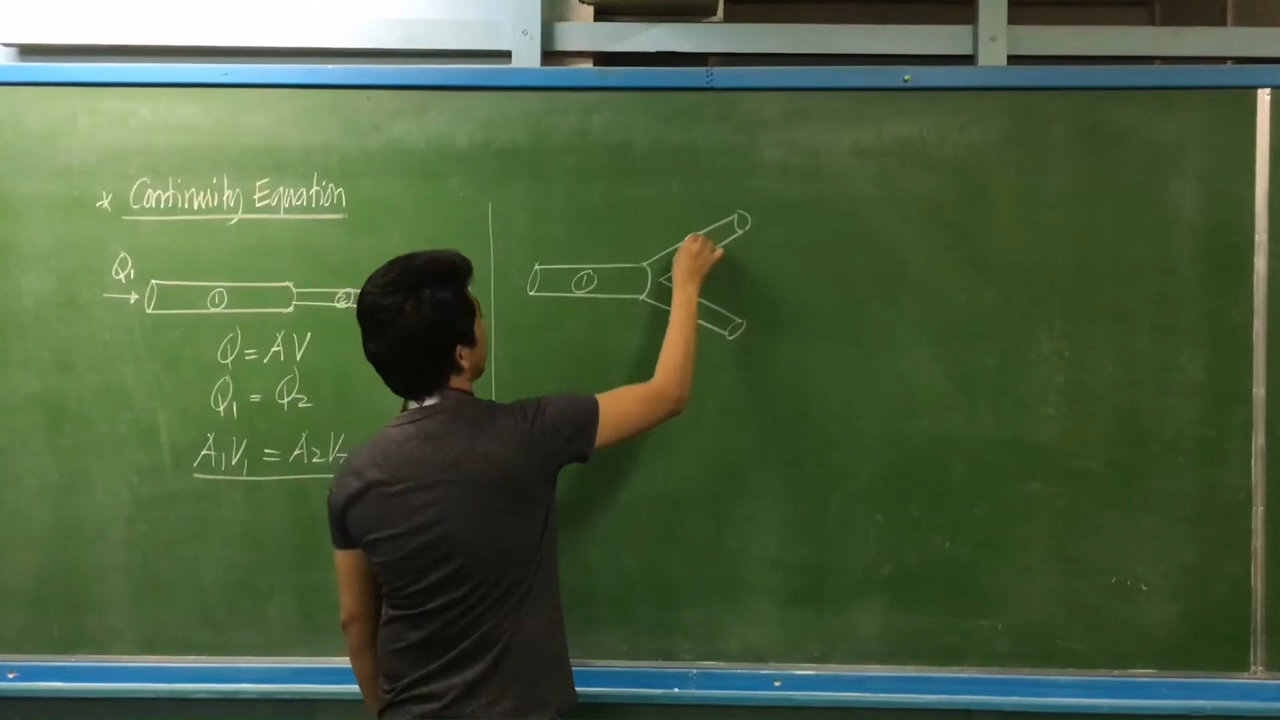 * Continuity Equation
Q₁
① ②
Q = AV
Q₁ = Q₂
A₁V₁ = A₂V₂
①